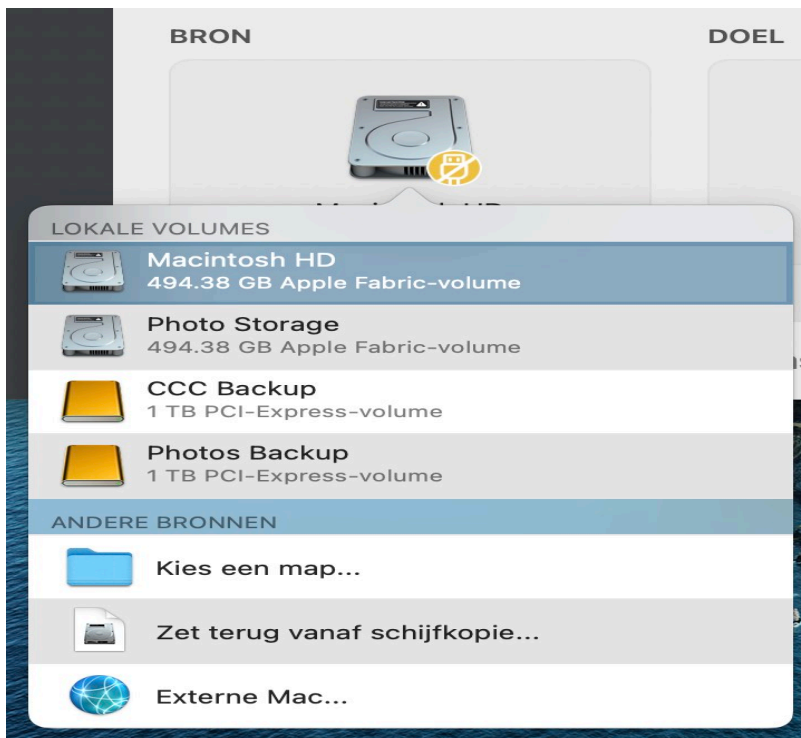 BRON
DOEL
LOKALE VOLUMES
Macintosh HD
494.38 GB Apple Fabric-volume
Photo Storage
494.38 GB Apple Fabric-volume
CCC Backup
1 TB PCI-Express-volume
Photos Backup
1 TB PCI-Express-volume
ANDERE BRONNEN
Kies een map...
Zet terug vanaf schijfkopie...
Externe Mac...